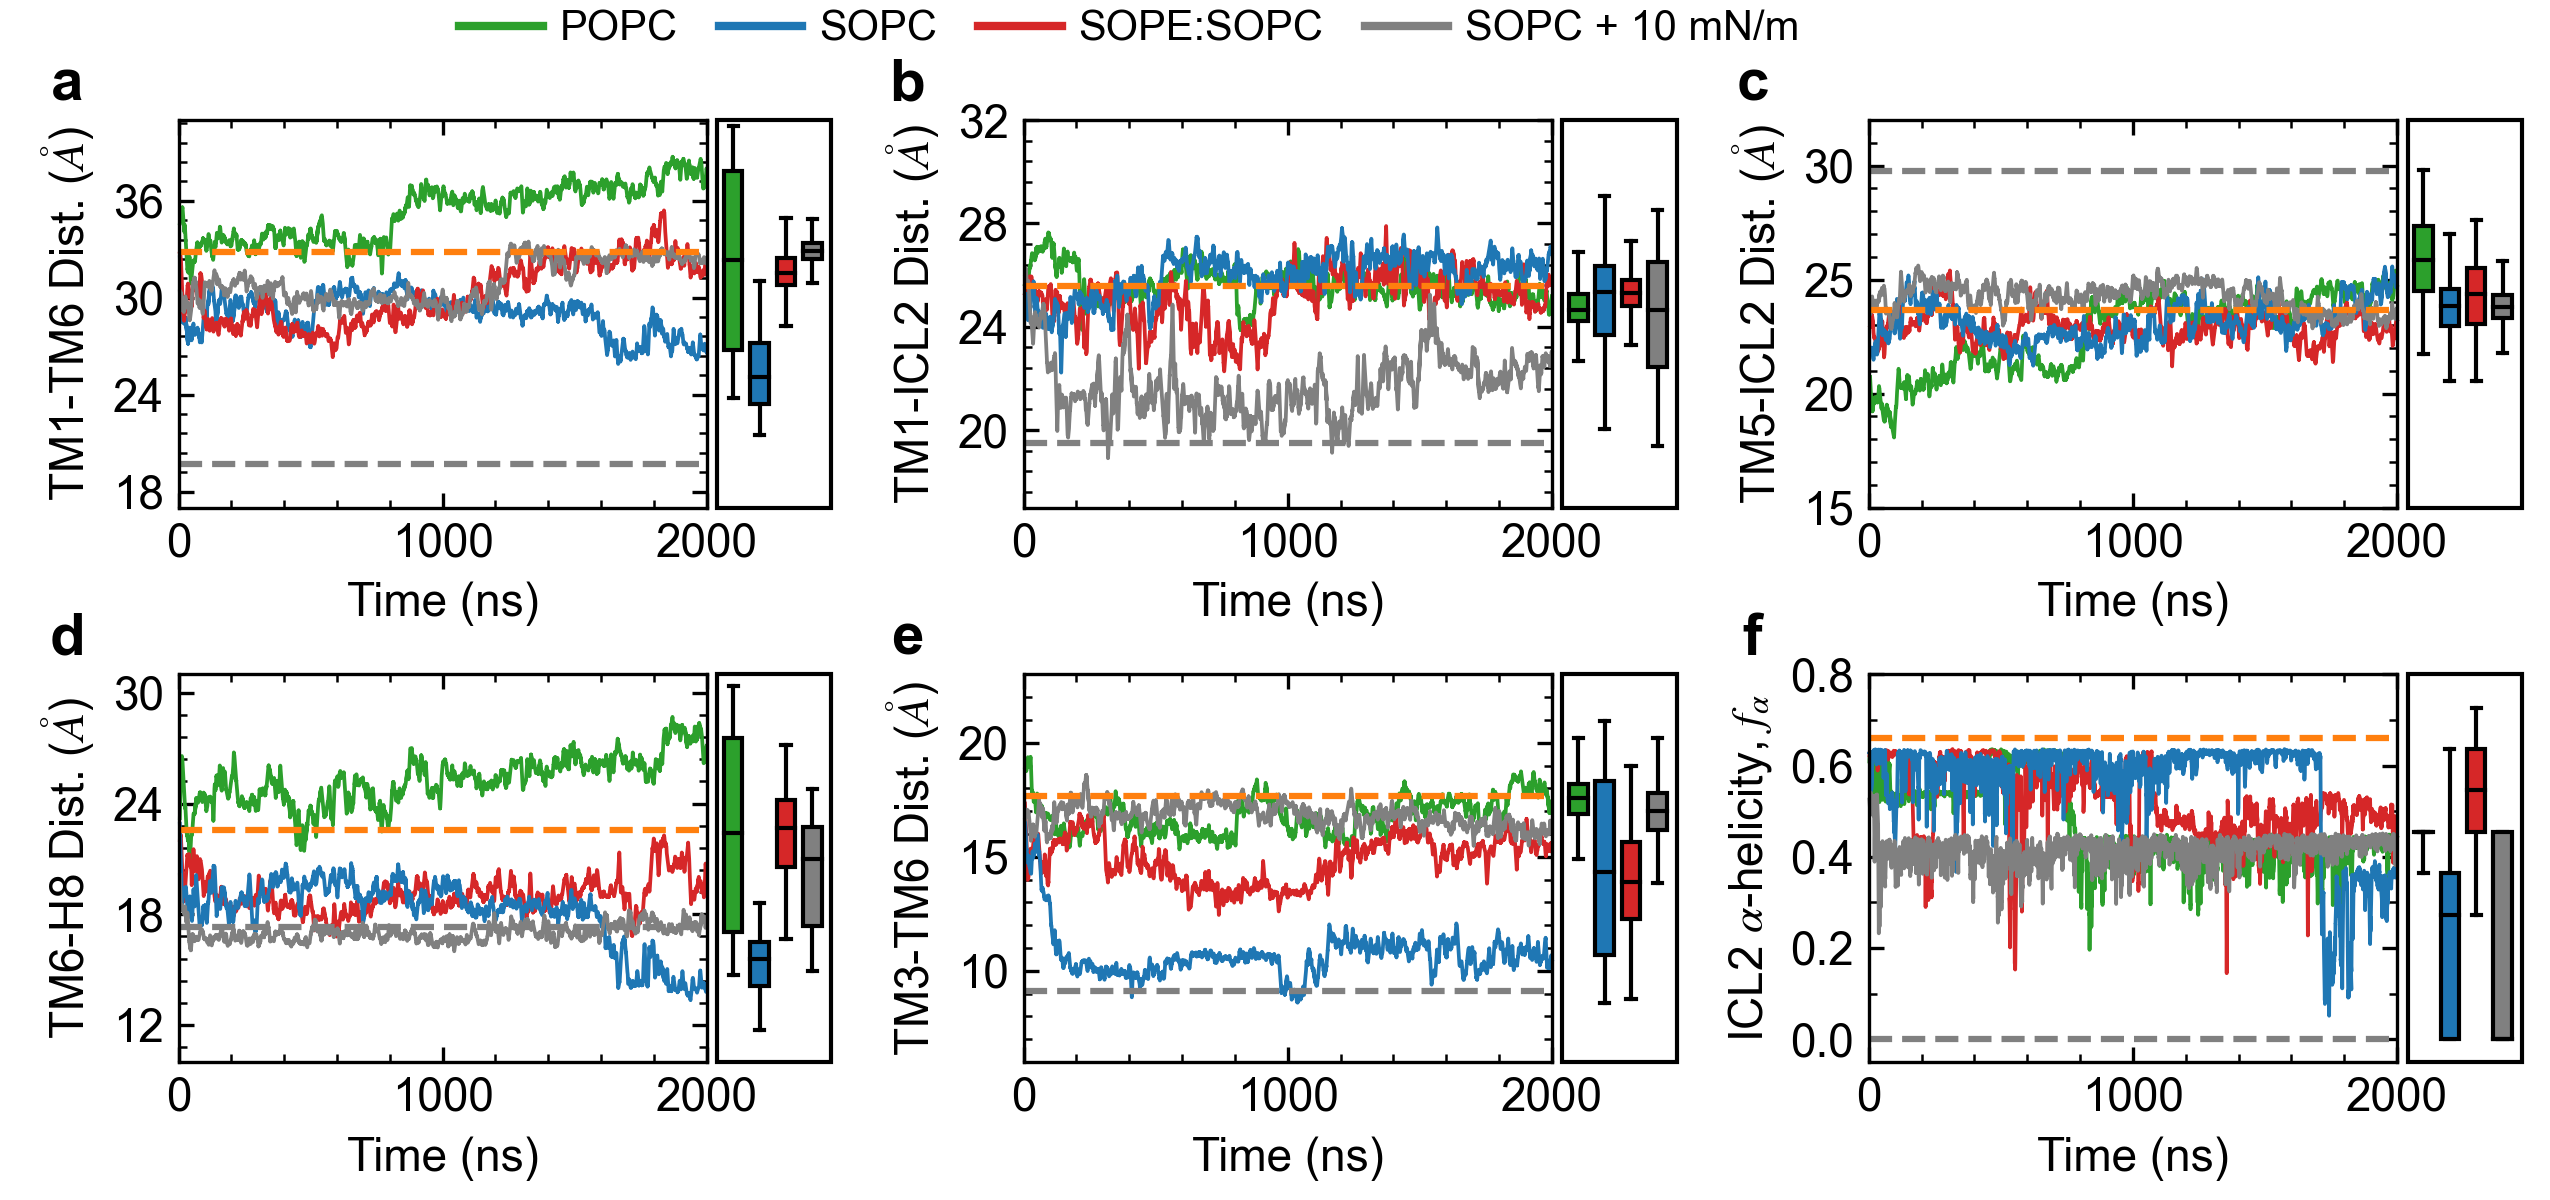 POPC SOPC SOPE:SOPC SOPC + 10 mN/m
a
TM1-TM6 Dist. (Å)
36
30
24
18
0 1000 2000
Time (ns)
b
TM1-ICL2 Dist. (Å)
32
28
24
20
0 1000 2000
Time (ns)
c
TM5-ICL2 Dist. (Å)
30
25
20
15
0 1000 2000
Time (ns)
d
TM6-H8 Dist. (Å)
30
24
18
12
0 1000 2000
Time (ns)
e
TM3-TM6 Dist. (Å)
20
15
10
0 1000 2000
Time (ns)
f
ICL2 α-helicity, fα
0.8
0.6
0.4
0.2
0.0
0 1000 2000
Time (ns)